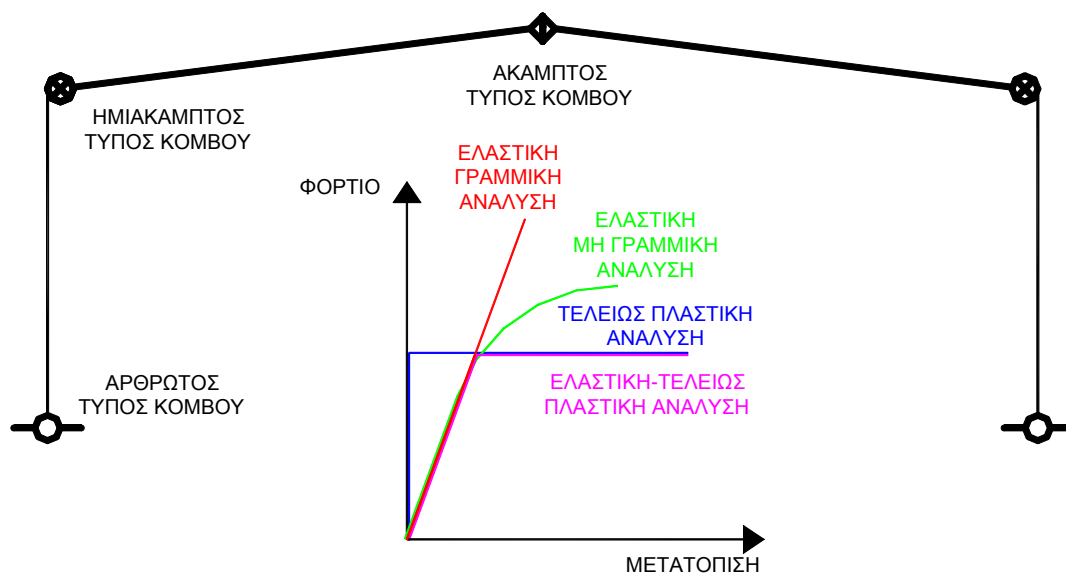 ΑΚΑΜΠΤΟΣ
ΤΥΠΟΣ ΚΟΜΒΟΥ
ΗΜΙΑΚΑΜΠΤΟΣ
ΤΥΠΟΣ ΚΟΜΒΟΥ
ΕΛΑΣΤΙΚΗ
ΓΡΑΜΜΙΚΗ
ΑΝΑΛΥΣΗ
ΦΟΡΤΙΟ
ΕΛΑΣΤΙΚΗ
ΜΗ ΓΡΑΜΜΙΚΗ
ΑΝΑΛΥΣΗ
ΤΕΛΕΙΩΣ ΠΛΑΣΤΙΚΗ
ΑΝΑΛΥΣΗ
ΑΡΘΡΩΤΟΣ
ΤΥΠΟΣ ΚΟΜΒΟΥ
ΕΛΑΣΤΙΚΗ-ΤΕΛΕΙΩΣ
ΠΛΑΣΤΙΚΗ ΑΝΑΛΥΣΗ
ΜΕΤΑΤΟΠΙΣΗ